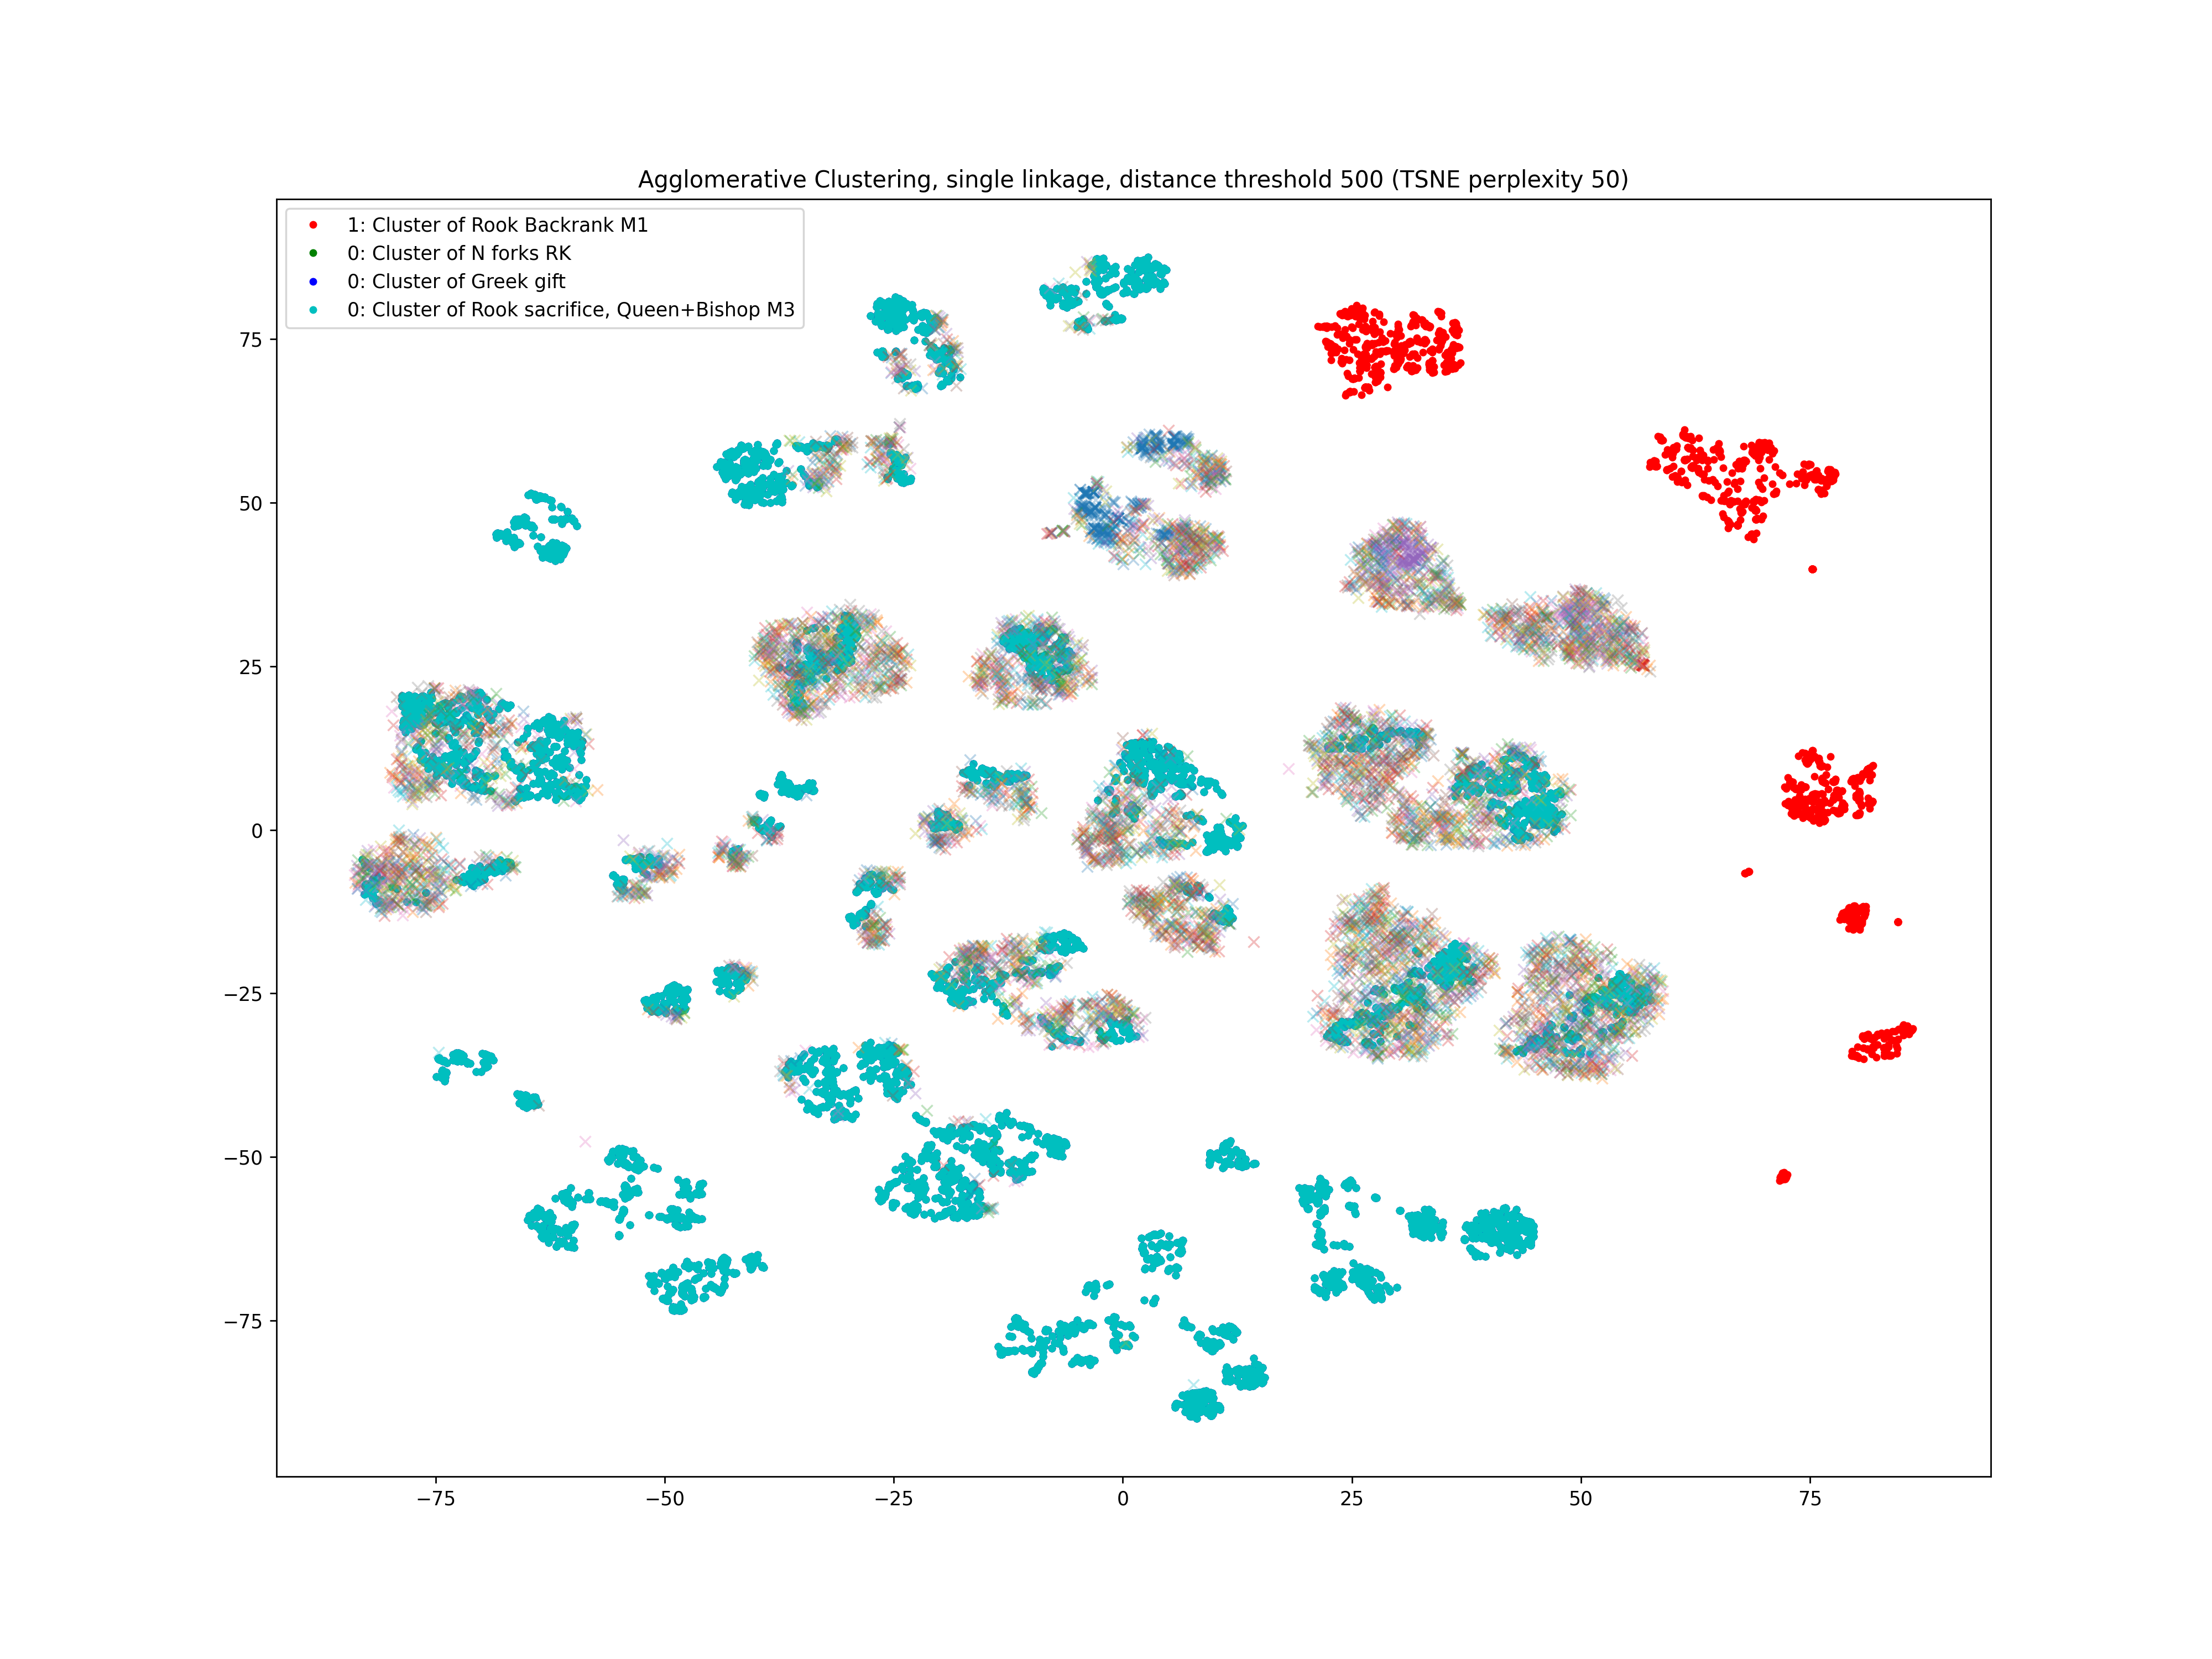 Agglomerative Clustering, single linkage, distance threshold 500 (TSNE perplexity 50)
1: Cluster of Rook Backrank M1
0: Cluster of N forks RK
0: Cluster of Greek gift
0: Cluster of Rook sacrifice, Queen+Bishop M3
75
50
25
0
−25
−50
−75
−75 −50 −25 0 25 50 75